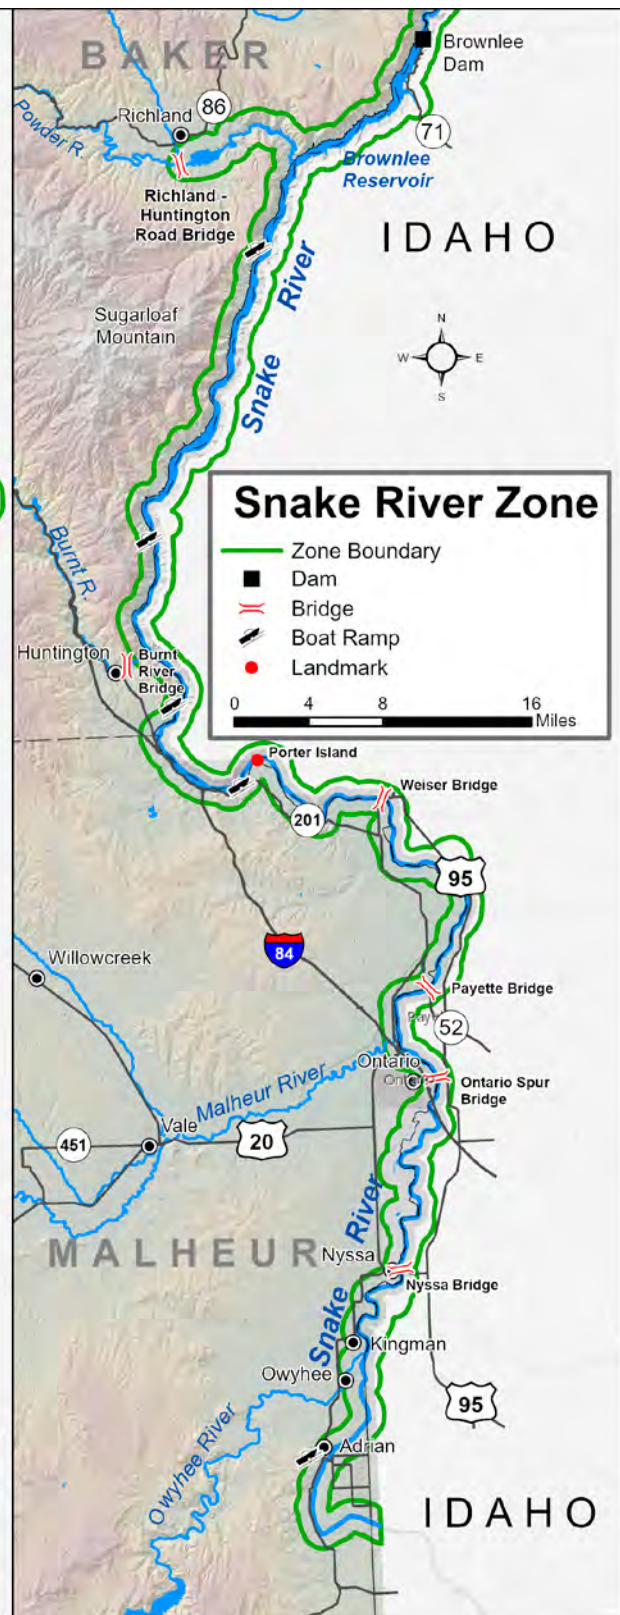 BAKER
Brownlee
Dam
86
Richland
Powder R.
71
Brownlee
Reservoir
Richland -
Huntington
Road Bridge
IDAHO
River
Sugarloaf
Mountain
N
W
E
S
Snake
Snake River Zone
Zone Boundary
Dam
Bridge
Boat Ramp
Landmark
0 4 8 16
Miles
Burnt R.
Huntington
Burnt
River
Bridge
Porter Island
Weiser Bridge
201
95
84
Willowcreek
Payette Bridge
52
Ontario
Ontario Spur
Bridge
Malheur River
Vale
451
20
River
MALHEUR
Nyssa
Nyssa Bridge
Snake
Kingman
Owyhee
95
Owyhee River
Adrian
IDAHO